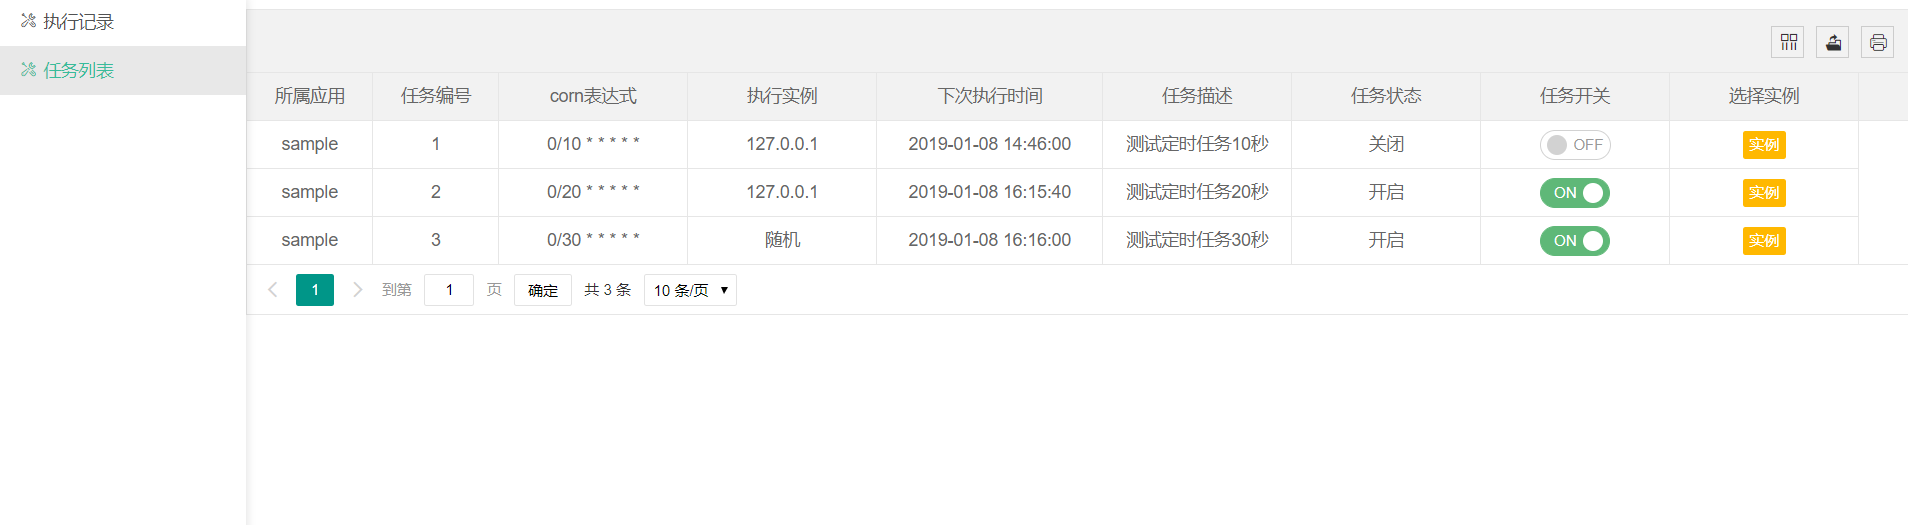 执行记录
任务列表
所属应用 任务编号 corn表达式 执行实例 下次执行时间 任务描述 任务状态 任务开关 选择实例
sample 1 0/10 * * * * * 127.0.0.1 2019-01-08 14:46:00 测试定时任务10秒 关闭 OFF 实例
sample 2 0/20 * * * * * 127.0.0.1 2019-01-08 16:15:40 测试定时任务20秒 开启 ON 实例
sample 3 0/30 * * * * * 随机 2019-01-08 16:16:00 测试定时任务30秒 开启 ON 实例
1 到第 1 页 确定 共 3 条 10 条/页